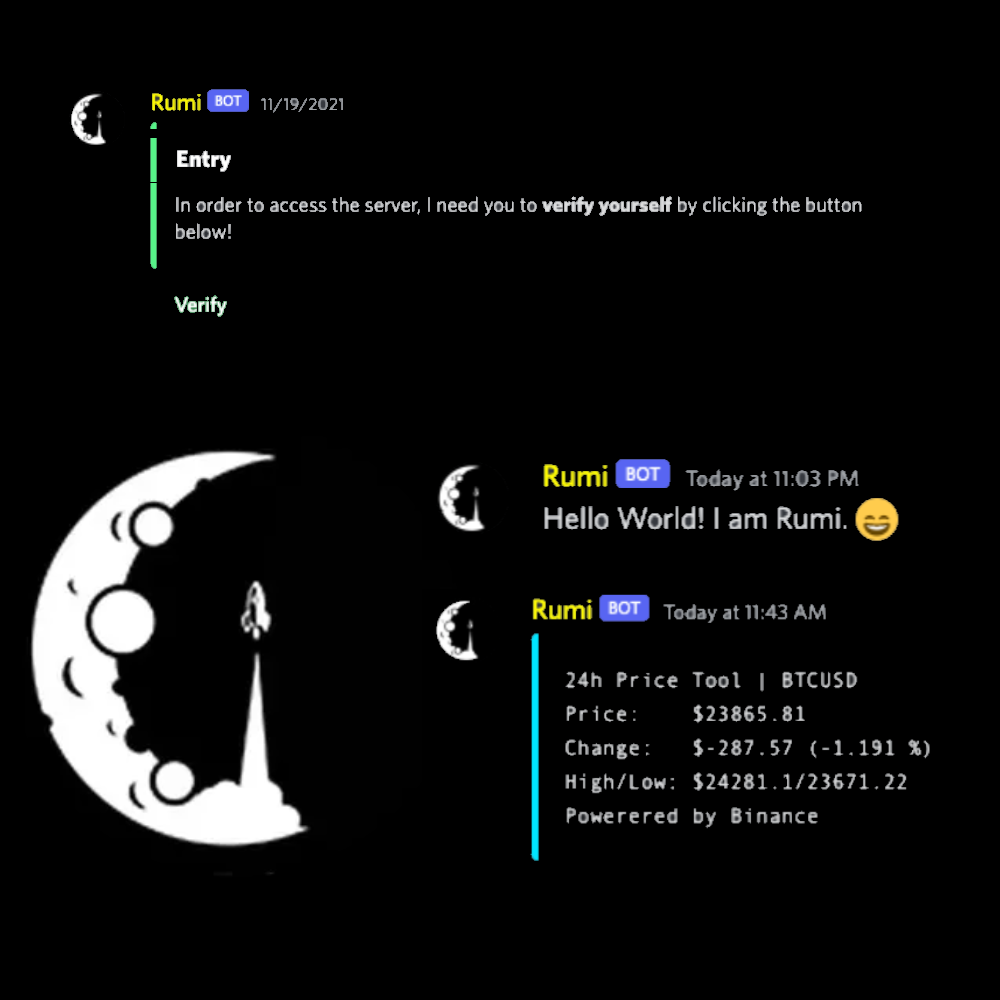 Rumi BOT 11/19/2021
Entry
In order to access the server, I need you to verify yourself by clicking the button
below!
Verify
Rumi BOT Today at 11:03 PM
Hello World! I am Rumi. 😄
Rumi BOT Today at 11:43 AM
24h Price Tool | BTCUSD
Price: $23865.81
Change: $-287.57 (-1.191 %)
High/Low: $24281.1/23671.22
Powerered by Binance